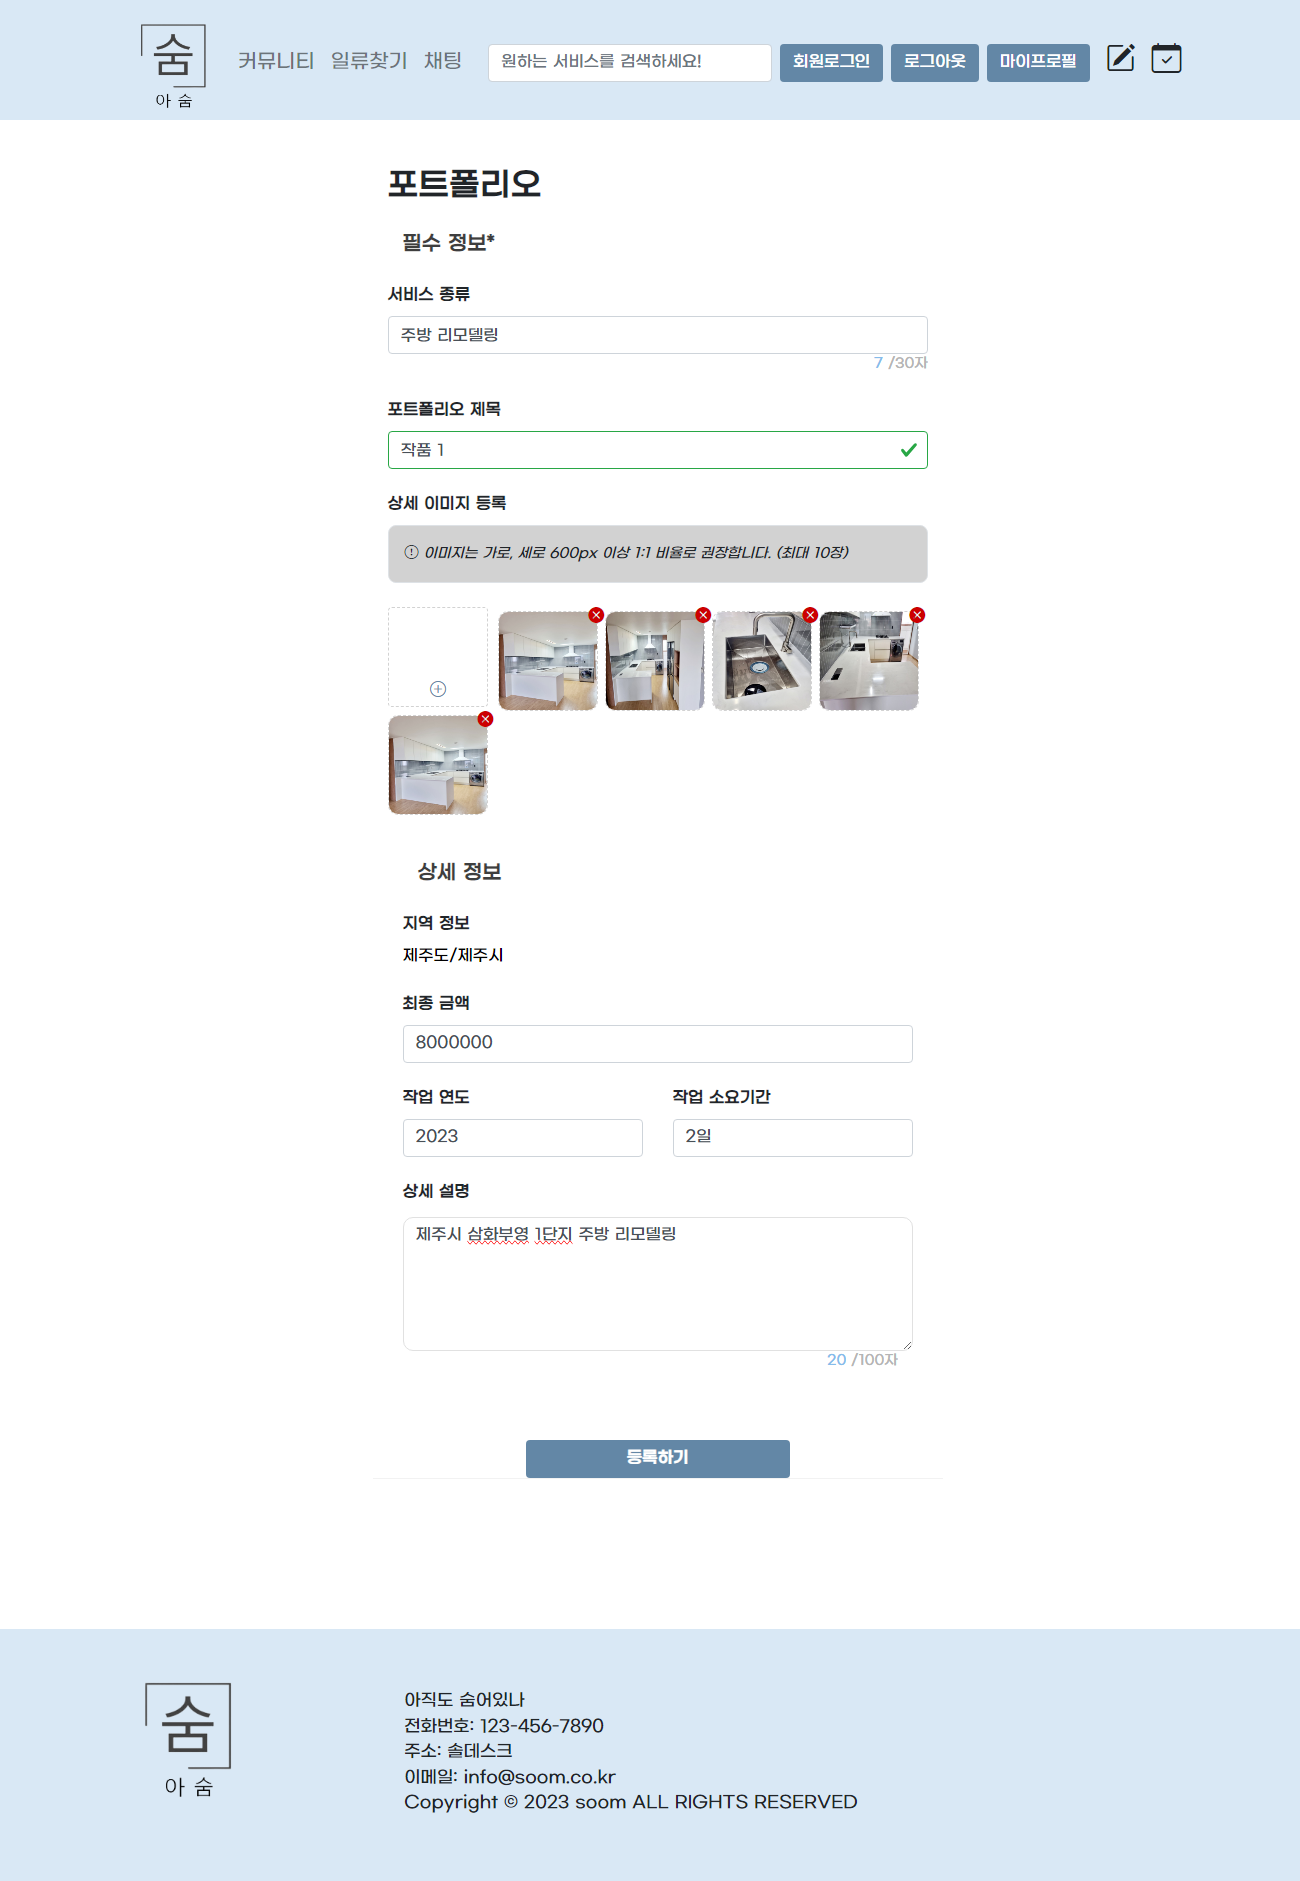 숨
아 숨
커뮤니티 일류찾기 채팅 원하는 서비스를 검색하세요! 회원로그인 로그아웃 마이프로필
포트폴리오
필수 정보*
서비스 종류
주방 리모델링
7 /30자
포트폴리오 제목
작품 1
상세 이미지 등록
이미지는 가로, 세로 600px 이상 1:1 비율로 권장합니다. (최대 10장)
상세 정보
지역 정보
제주도/제주시
최종 금액
8000000
작업 연도 작업 소요기간
2023 2일
상세 설명
제주시 삼화부영 1단지 주방 리모델링
20 /100자
등록하기
숨
아 숨
아직도 숨어있나
전화번호: 123-456-7890
주소: 솔데스크
이메일: info@soom.co.kr
Copyright © 2023 soom ALL RIGHTS RESERVED